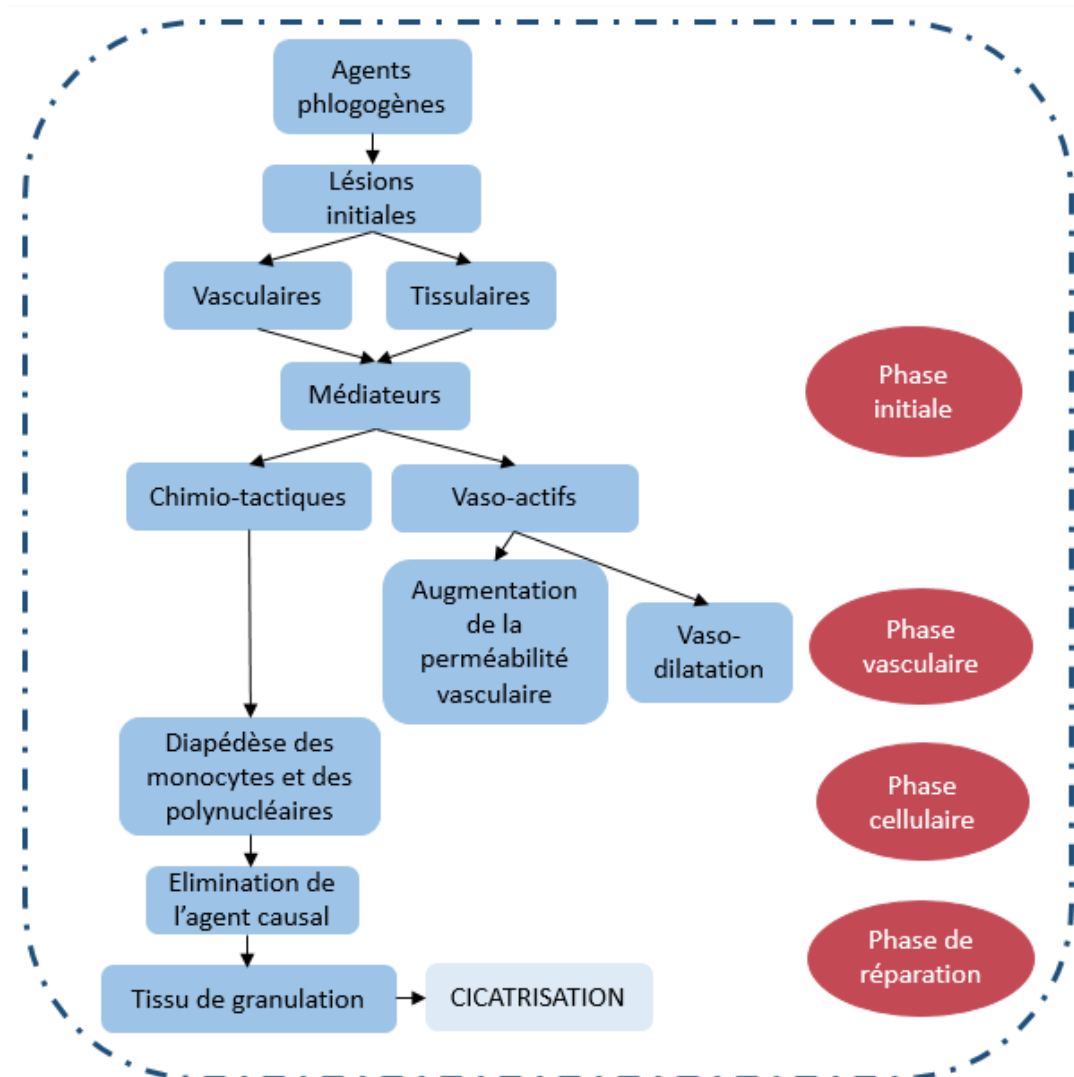 Agents
phlogogènes
Lésions
initiales
Vasculaires
Tissulaires
Médiateurs
Phase
initiale
Chimio-tactiques
Vaso-actifs
Augmentation
de la
perméabilité
vasculaire
Vaso-
dilatation
Phase
vasculaire
Diapédèse des
monocytes et des
polynucléaires
Phase
cellulaire
Elimination de
l’agent causal
Tissu de granulation
CICATRISATION
Phase de
réparation